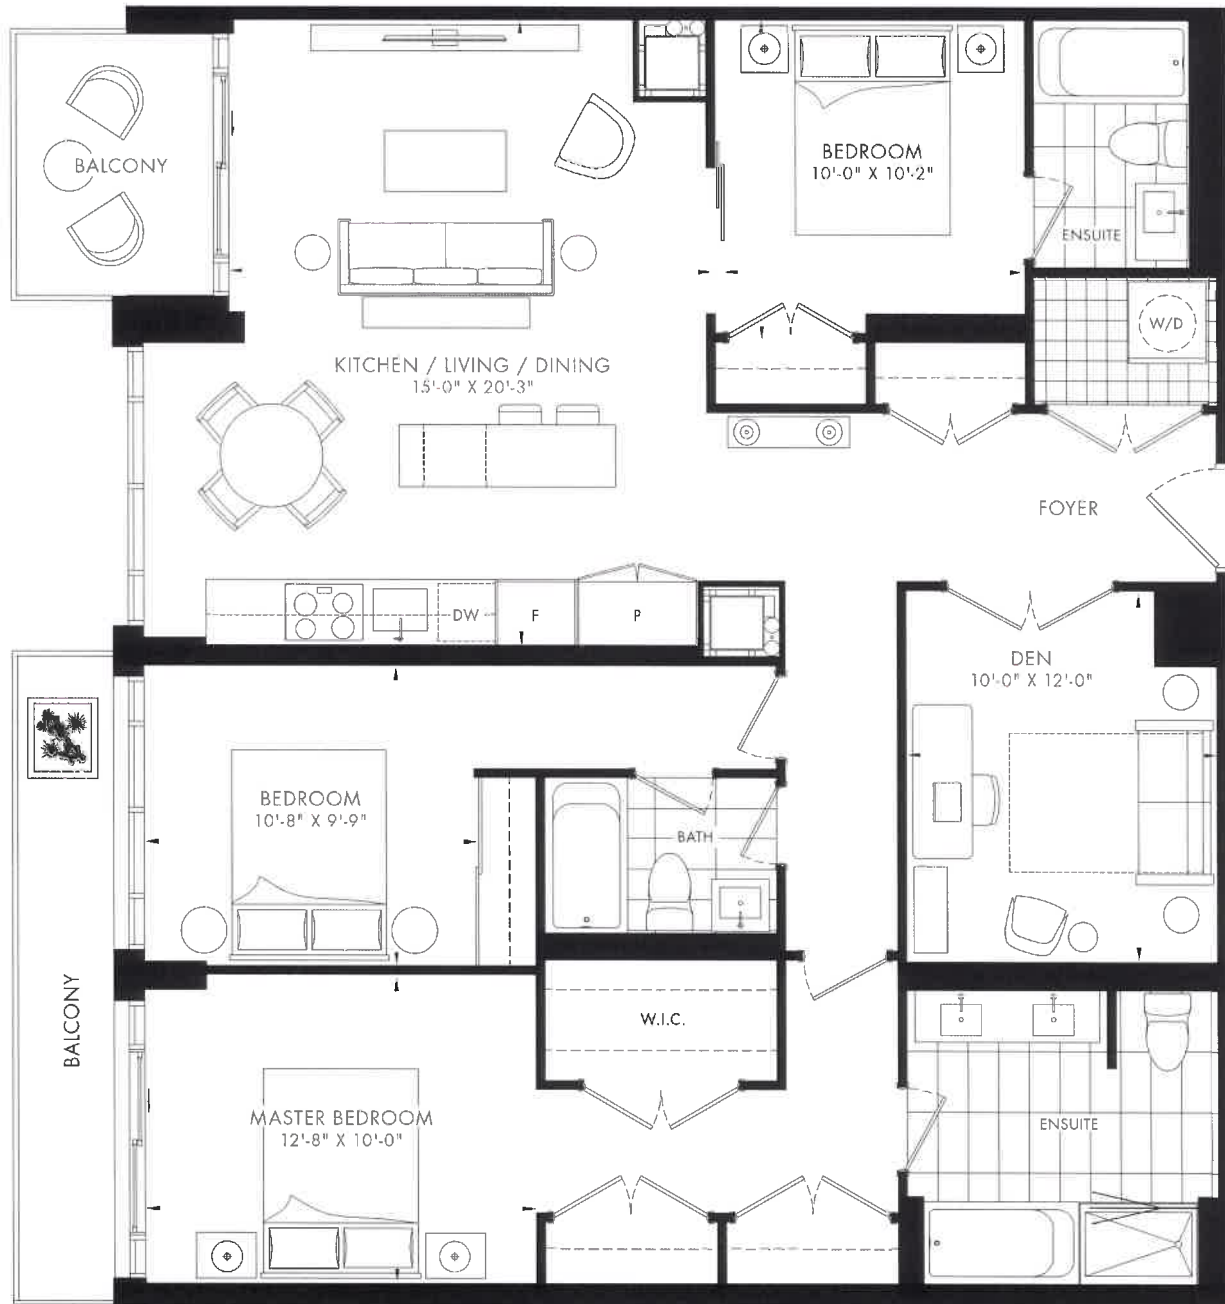 BALCONY
BEDROOM
10'-0" X 10'-2"
ENSUITE
W/D
KITCHEN / LIVING / DINING
15'-0" X 20'-3"
FOYER
DW
F
P
DEN
10'-0" X 12'-0"
BEDROOM
10'-8" X 9'-9"
BATH
BALCONY
W.I.C.
MASTER BEDROOM
12'-8" X 10'-0"
ENSUITE